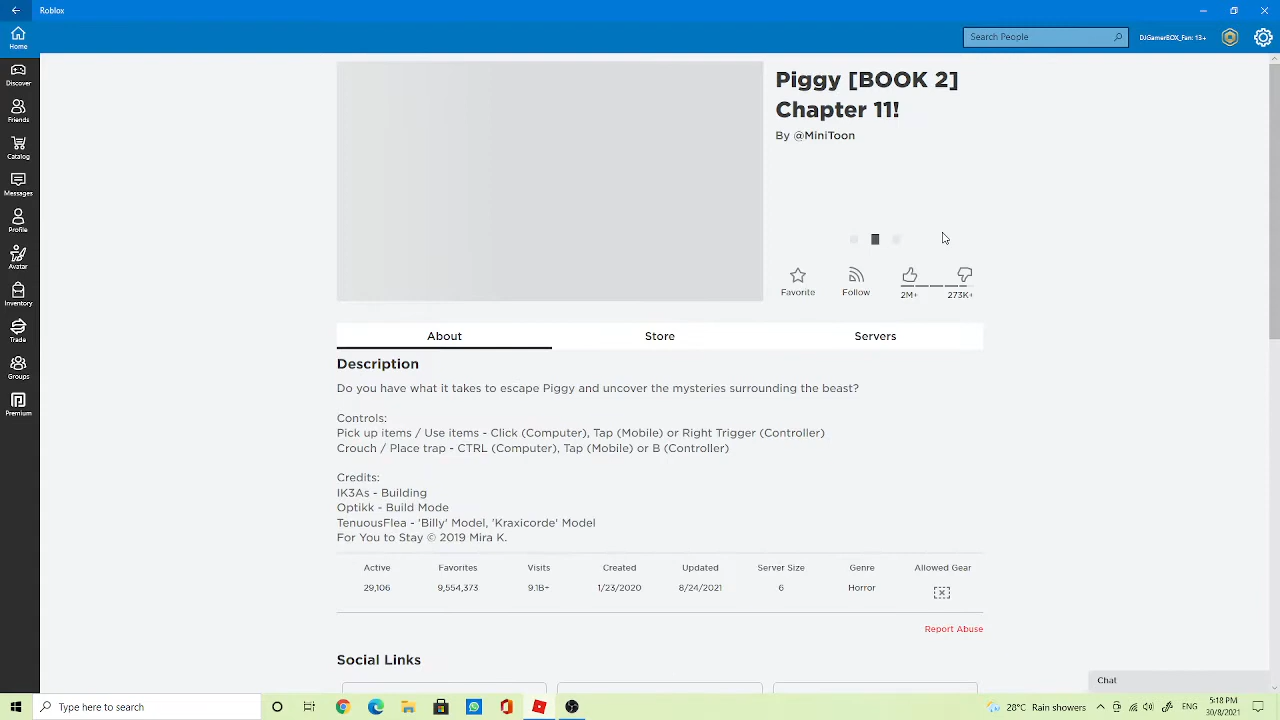 Roblox
Home
Search People
DJGamerBOX_Fan: 13+
Discover
Friends
Catalog
Messages
Profile
Avatar
Inventory
Trade
Groups
Premium
Piggy [BOOK 2]
Chapter 11!
By @MiniToon
Favorite
Follow
2M+
273K+
About
Store
Servers
Description
Do you have what it takes to escape Piggy and uncover the mysteries surrounding the beast?
Controls:
Pick up items / Use items - Click (Computer), Tap (Mobile) or Right Trigger (Controller)
Crouch / Place trap - CTRL (Computer), Tap (Mobile) or B (Controller)
Credits:
IK3As - Building
Optikk - Build Mode
TenuousFlea - 'Billy' Model, 'Kraxicorde' Model
For You to Stay © 2019 Mira K.
Active Favorites Visits Created Updated Server Size Genre Allowed Gear
29,106 9,554,373 9.1B+ 1/23/2020 8/24/2021 6 Horror
Report Abuse
Social Links
Chat
Type here to search
28°C Rain showers
ENG
5:18 PM
30/8/2021